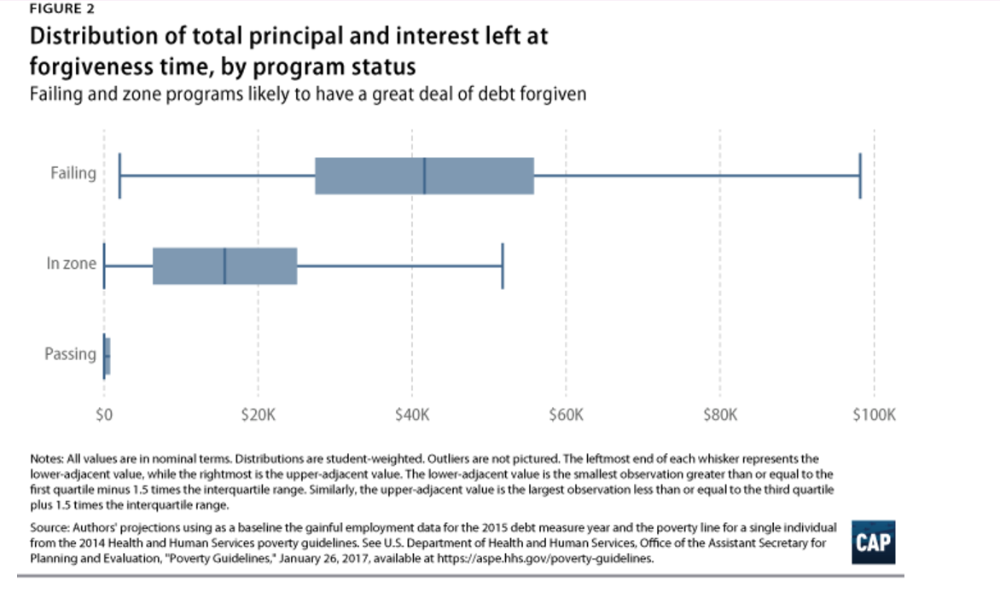 FIGURE 2
Distribution of total principal and interest left at
forgiveness time, by program status
Failing and zone programs likely to have a great deal of debt forgiven
Failing
In zone
Passing
$0 $20K $40K $60K $80K $100K
Notes: All values are in nominal terms. Distributions are student-weighted. Outliers are not pictured. The leftmost end of each whisker represents the
lower-adjacent value, while the rightmost is the upper-adjacent value. The lower-adjacent value is the smallest observation greater than or equal to the
first quartile minus 1.5 times the interquartile range. Similarly, the upper-adjacent value is the largest observation less than or equal to the third quartile
plus 1.5 times the interquartile range.
Source: Authors' projections using as a baseline the gainful employment data for the 2015 debt measure year and the poverty line for a single individual
from the 2014 Health and Human Services poverty guidelines. See U.S. Department of Health and Human Services, Office of the Assistant Secretary for
Planning and Evaluation, "Poverty Guidelines," January 26, 2017, available at https://aspe.hhs.gov/poverty-guidelines.
CAP